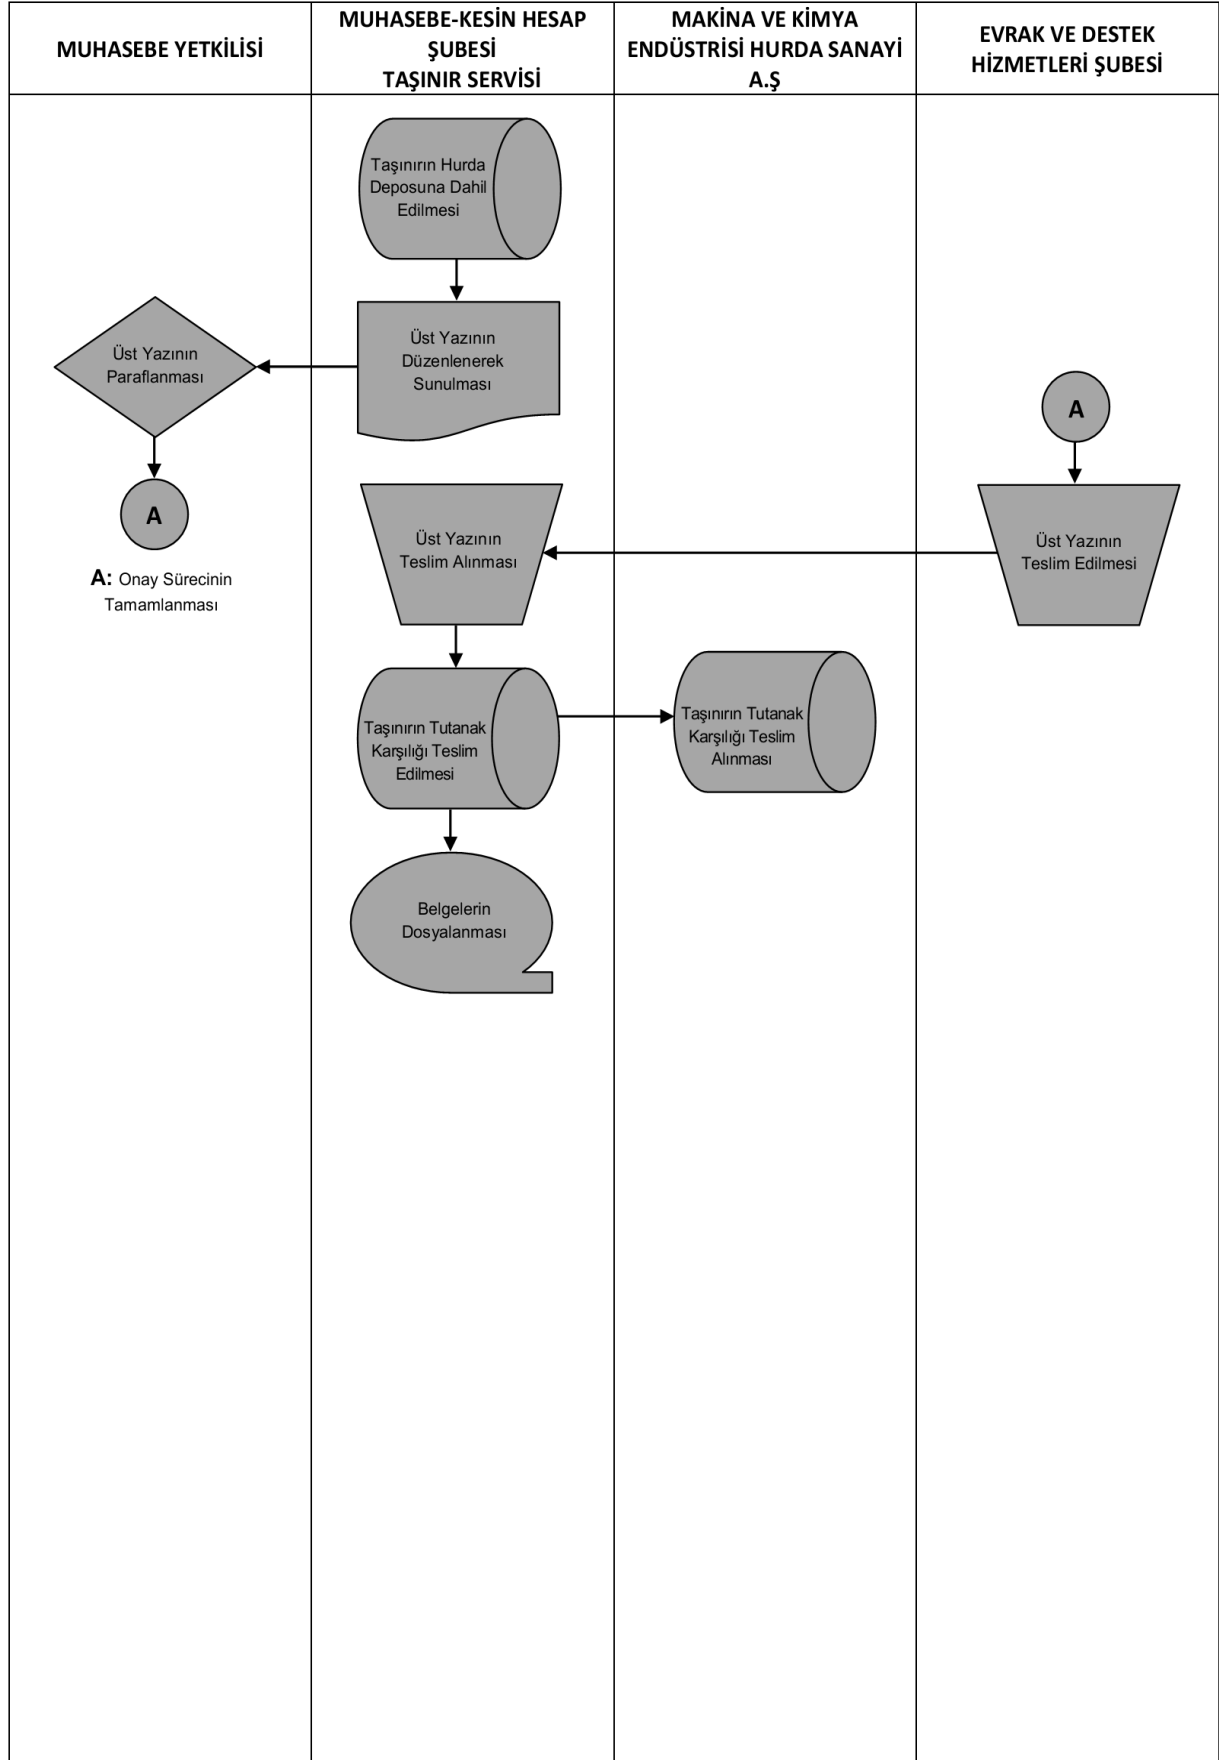 MUHASEBE YETKİLİSİ
MUHASEBE-KESİN HESAP
ŞUBESİ
TAŞINIR SERVİSİ
MAKİNA VE KİMYA
ENDÜSTRİSİ HURDA SANAYİ
A.Ş
EVRAK VE DESTEK
HİZMETLERİ ŞUBESİ
Taşınırın Hurda
Deposuna Dahil
Edilmesi
Üst Yazının
Düzenlenerek
Sunulması
Üst Yazının
Paraflanması
A
A: Onay Sürecinin
Tamamlanması
A
Üst Yazının
Teslim Edilmesi
Üst Yazının
Teslim Alınması
Taşınırın Tutanak
Karşılığı Teslim
Edilmesi
Taşınırın Tutanak
Karşılığı Teslim
Alınması
Belgelerin
Dosyalanması